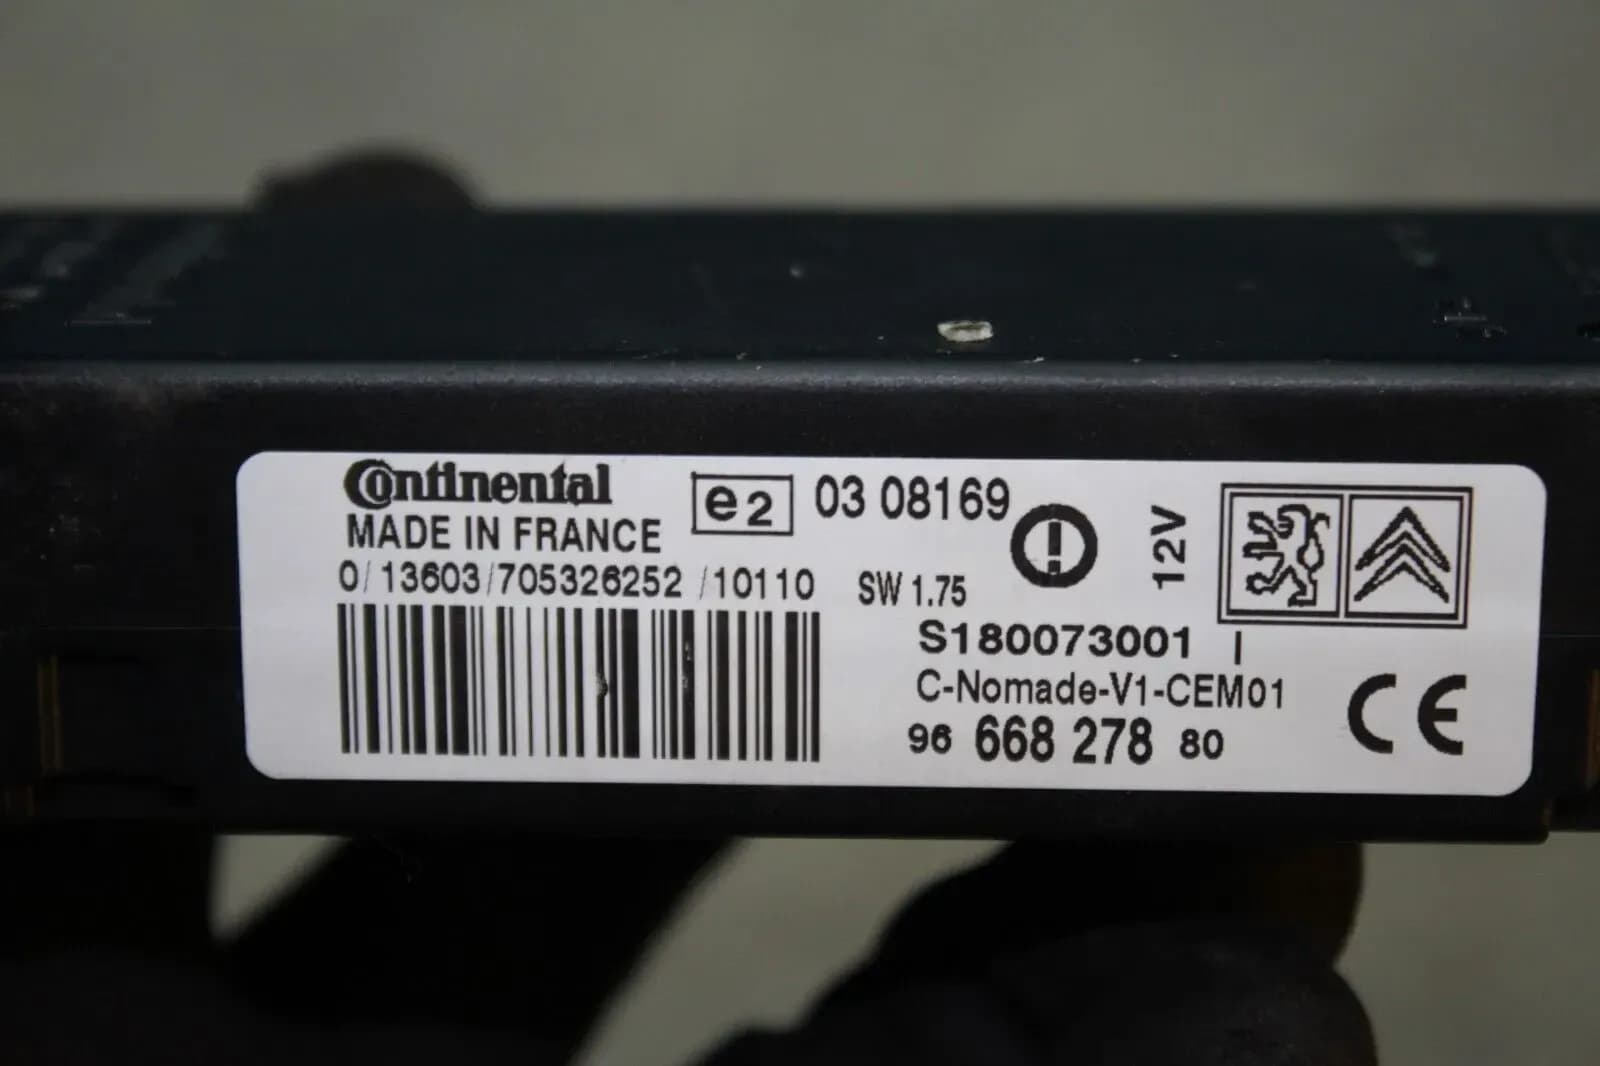 Continental
MADE IN FRANCE
e2 03 08169
0/13603/705326252 /10110 SW 1.75
12V
S180073001 I
C-Nomade-V1-CEM01
96 668 278 80
CE